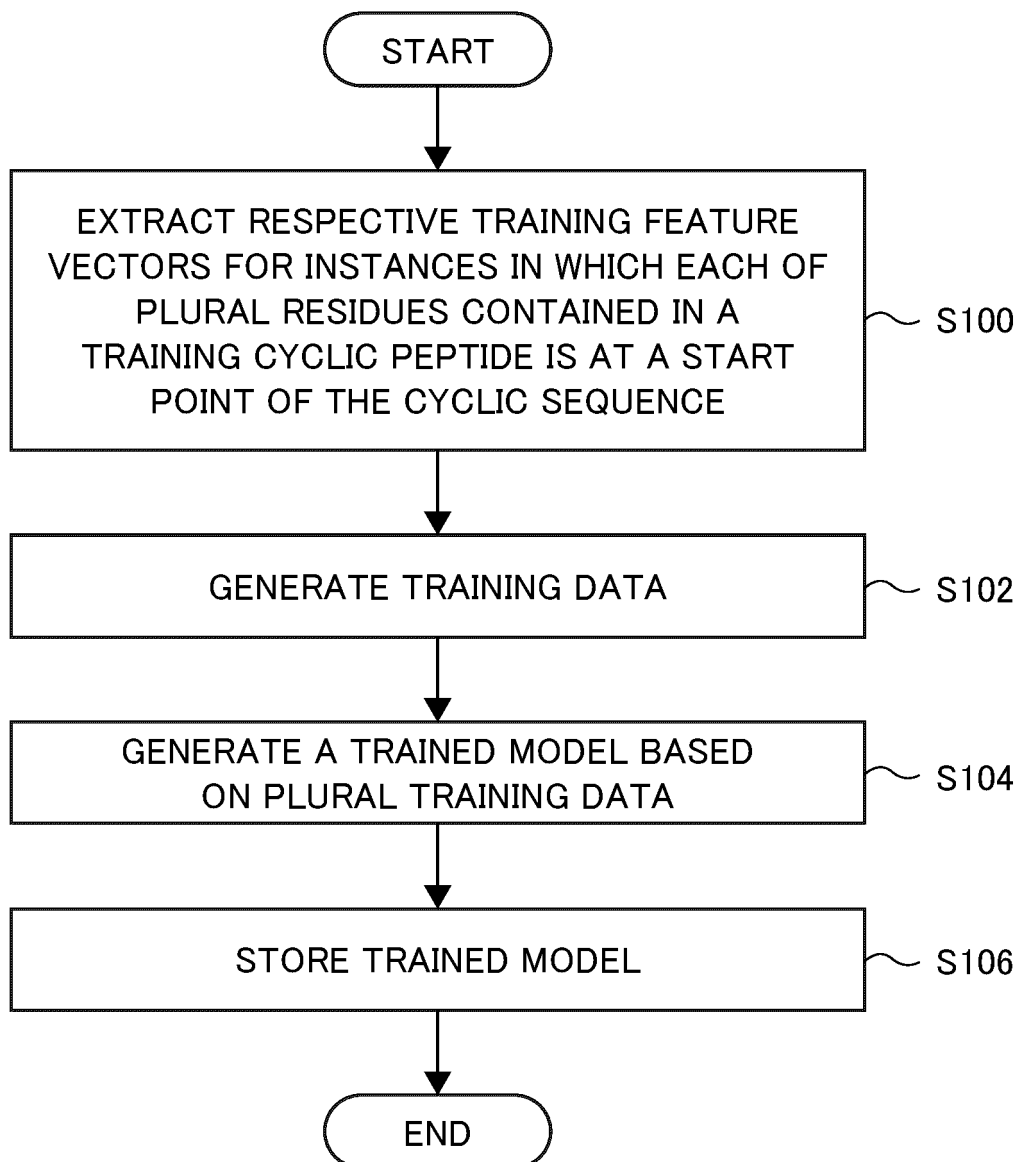 START
EXTRACT RESPECTIVE TRAINING FEATURE
VECTORS FOR INSTANCES IN WHICH EACH OF
PLURAL RESIDUES CONTAINED IN A
TRAINING CYCLIC PEPTIDE IS AT A START
POINT OF THE CYCLIC SEQUENCE
S100
GENERATE TRAINING DATA
S102
GENERATE A TRAINED MODEL BASED
ON PLURAL TRAINING DATA
S104
STORE TRAINED MODEL
S106
END